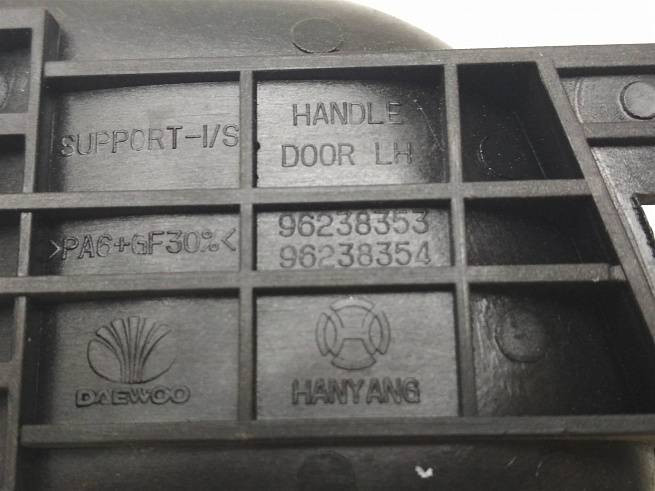 SUPPORT-I/S
HANDLE
DOOR LH
>PA6+GF30%<
96238353
96238354
DAEWOO
HANYANG